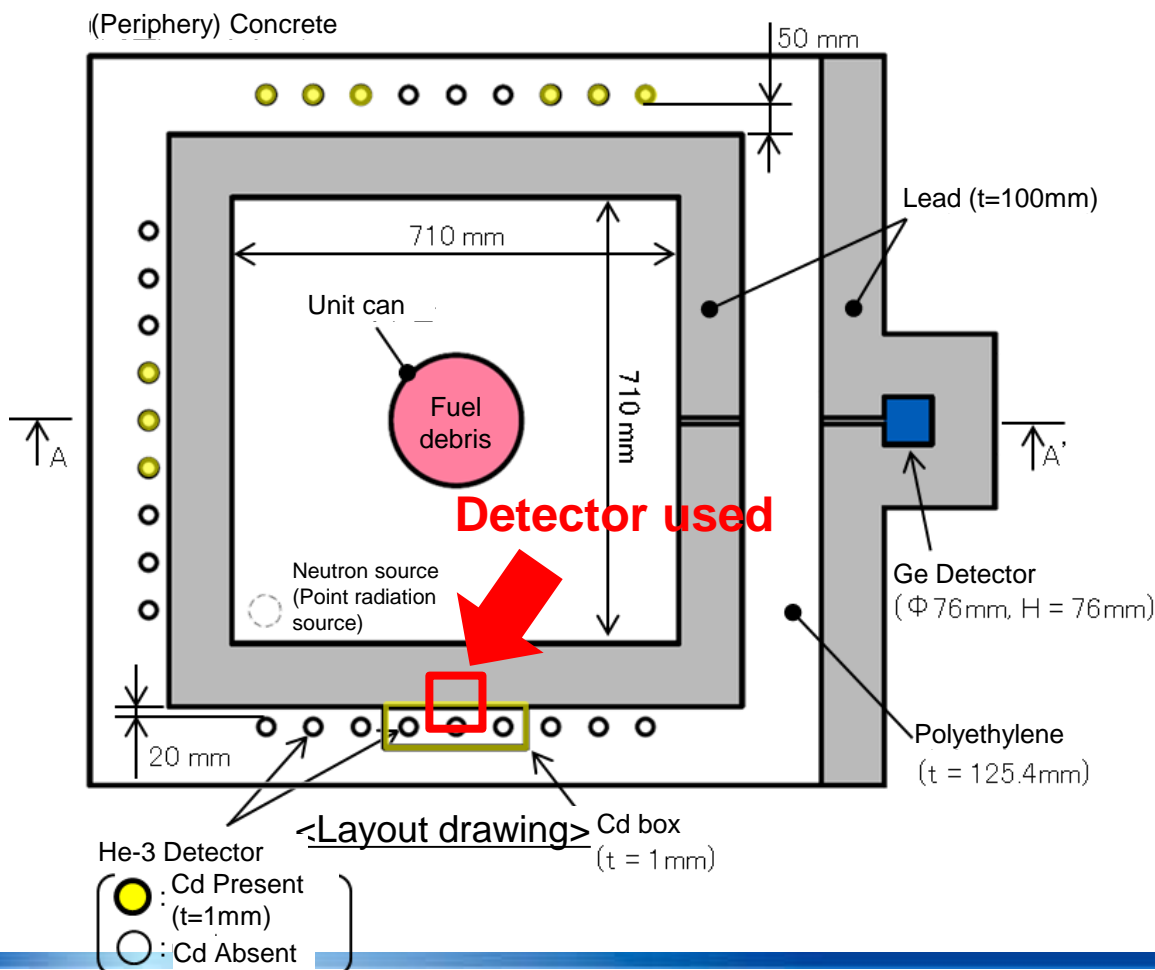 (Periphery) Concrete
50 mm
Lead (t=100mm)
710 mm
Unit can
710 mm
Fuel
debris
A
A'
Detector used
Neutron source
(Point radiation
source)
Ge Detector
(Φ76mm, H = 76mm)
20 mm
Polyethylene
(t = 125.4mm)
<Layout drawing>
Cd box
(t = 1mm)
He-3 Detector
: Cd Present
(t=1mm)
: Cd Absent